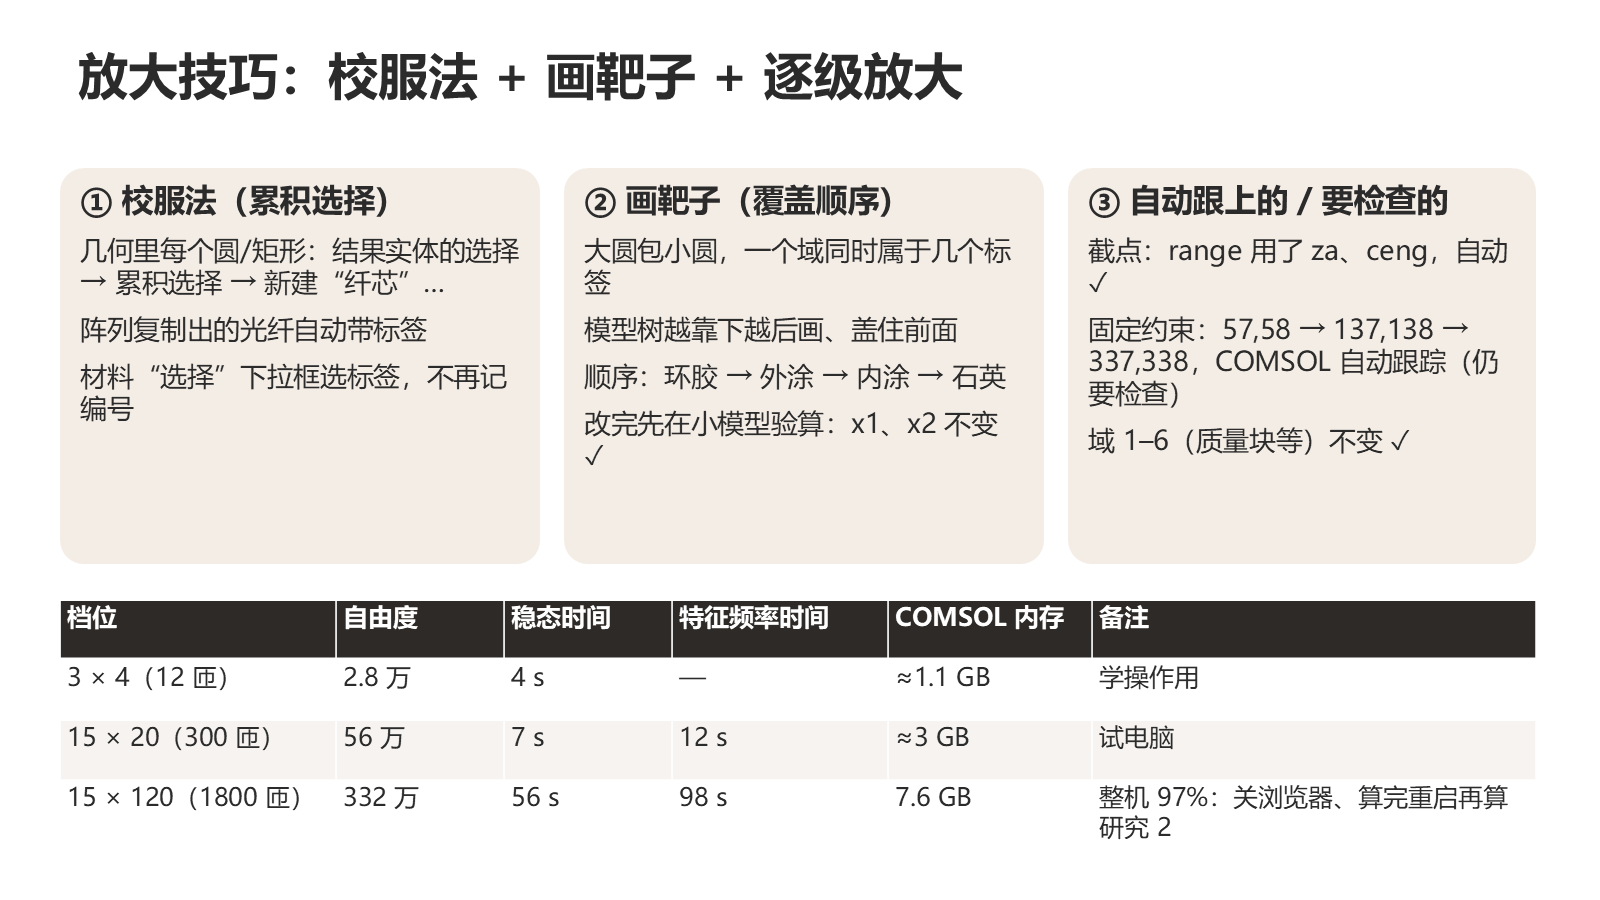 放大技巧：校服法 + 画靶子 + 逐级放大
① 校服法（累积选择）
几何里每个圆/矩形：结果实体的选择
→ 累积选择 → 新建“纤芯”…
阵列复制出的光纤自动带标签
材料“选择”下拉框选标签，不再记
编号
② 画靶子（覆盖顺序）
大圆包小圆，一个域同时属于几个标
签
模型树越靠下越后画、盖住前面
顺序：环胶 → 外涂 → 内涂 → 石英
改完先在小模型验算：x1、x2 不变
✓
③ 自动跟上的 / 要检查的
截点：range 用了 za、ceng，自动
✓
固定约束：57,58 → 137,138 →
337,338，COMSOL 自动跟踪（仍
要检查）
域 1–6（质量块等）不变 ✓
档位 自由度 稳态时间 特征频率时间 COMSOL 内存 备注
3 × 4（12 匝） 2.8 万 4 s — ≈1.1 GB 学操作用
15 × 20（300 匝） 56 万 7 s 12 s ≈3 GB 试电脑
15 × 120（1800 匝） 332 万 56 s 98 s 7.6 GB 整机 97%：关浏览器、算完重启再算
研究 2